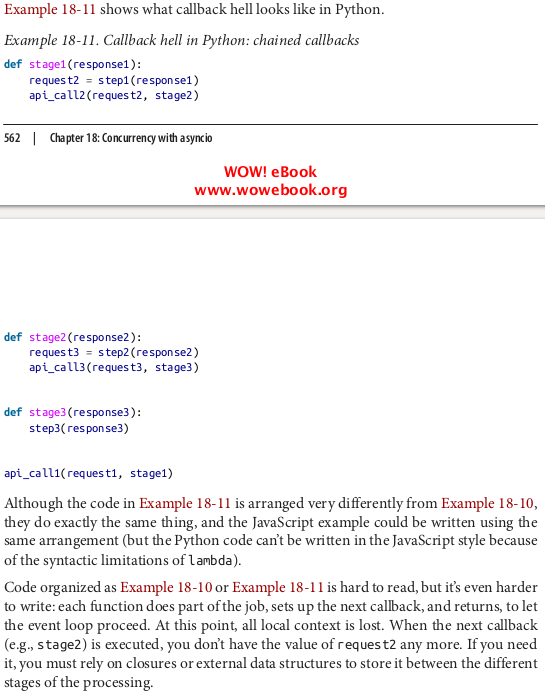 Example 18-11 shows what callback hell looks like in Python.
Example 18-11. Callback hell in Python: chained callbacks
def stage1(response1):
    request2 = step1(response1)
    api_call2(request2, stage2)
562 | Chapter 18: Concurrency with asyncio
WOW! eBook
www.wowebook.org
def stage2(response2):
    request3 = step2(response2)
    api_call3(request3, stage3)
def stage3(response3):
    step3(response3)
api_call1(request1, stage1)
Although the code in Example 18-11 is arranged very differently from Example 18-10,
they do exactly the same thing, and the JavaScript example could be written using the
same arrangement (but the Python code can’t be written in the JavaScript style because
of the syntactic limitations of lambda).
Code organized as Example 18-10 or Example 18-11 is hard to read, but it’s even harder
to write: each function does part of the job, sets up the next callback, and returns, to let
the event loop proceed. At this point, all local context is lost. When the next callback
(e.g., stage2) is executed, you don’t have the value of request2 any more. If you need
it, you must rely on closures or external data structures to store it between the different
stages of the processing.